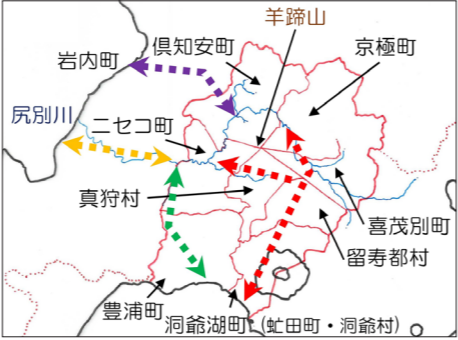 羊蹄山
倶知安町
京極町
岩内町
尻別川
ニセコ町
真狩村
喜茂別町
留寿都村
豊浦町
洞爺湖町 (虻田町・洞爺村)